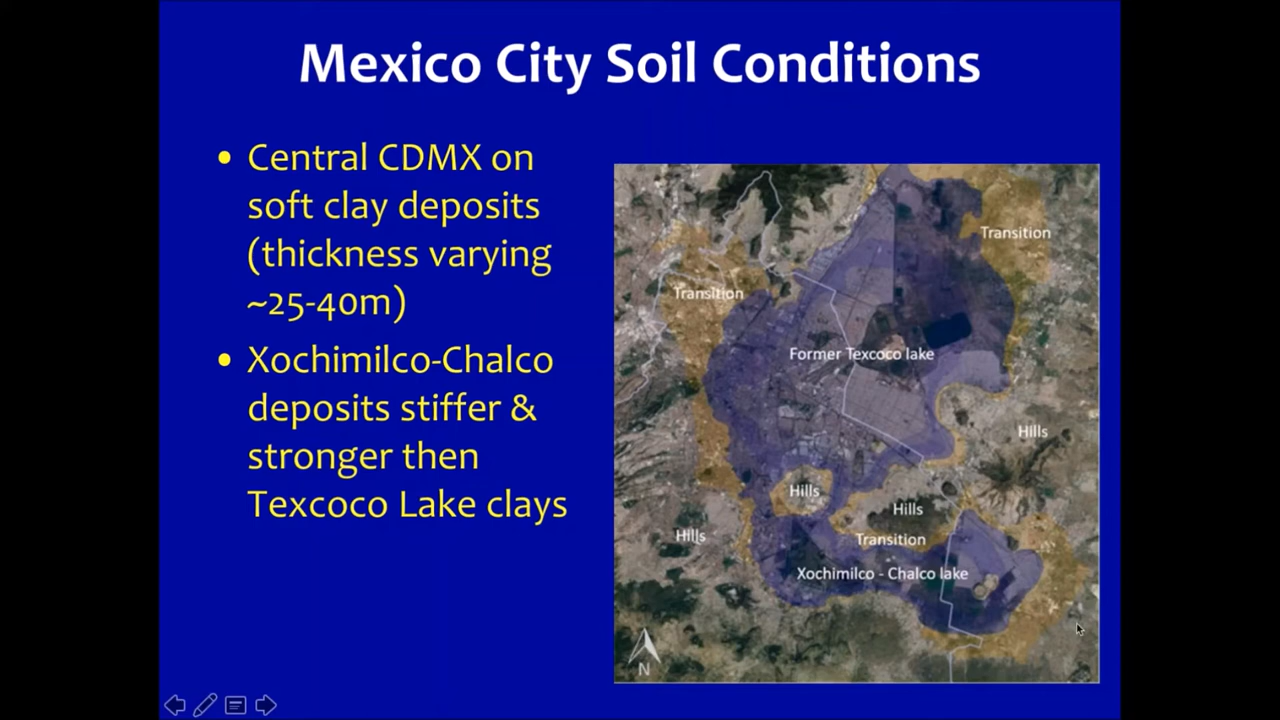 Mexico City Soil Conditions
• Central CDMX on
soft clay deposits
(thickness varying
~25-40m)
• Xochimilco-Chalco
deposits stiffer &
stronger then
Texcoco Lake clays
Transition
Transition
Former Texcoco lake
Hills
Hills
Hills
Hills
Transition
Xochimilco - Chalco lake
N